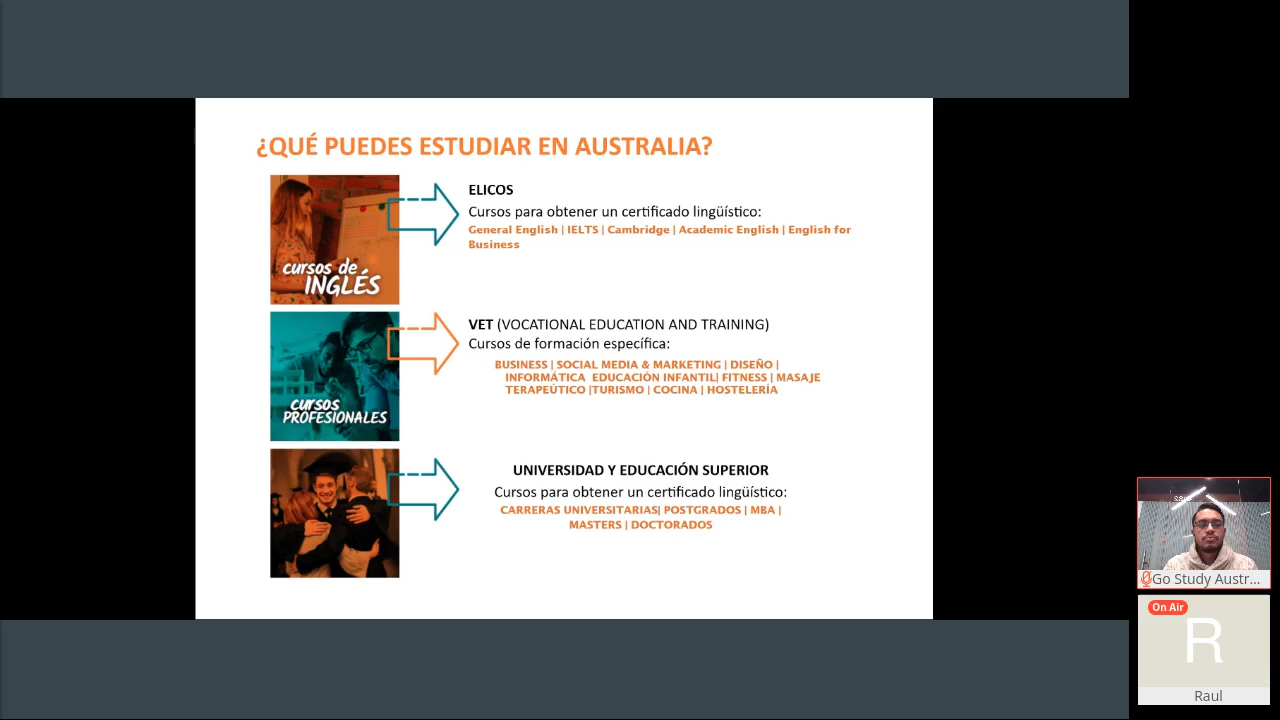 ¿QUÉ PUEDES ESTUDIAR EN AUSTRALIA?
cursos de
INGLÉS
ELICOS
Cursos para obtener un certificado lingüístico:
General English | IELTS | Cambridge | Academic English | English for
Business
cursos
PROFESIONALES
VET (VOCATIONAL EDUCATION AND TRAINING)
Cursos de formación específica:
BUSINESS | SOCIAL MEDIA & MARKETING | DISEÑO |
INFORMÁTICA EDUCACIÓN INFANTIL| FITNESS | MASAJE
TERAPEÚTICO |TURISMO | COCINA | HOSTELERÍA
UNIVERSIDAD Y EDUCACIÓN SUPERIOR
Cursos para obtener un certificado lingüístico:
CARRERAS UNIVERSITARIAS| POSTGRADOS | MBA |
MASTERS | DOCTORADOS
Go Study Austr...
On Air
R
Raul